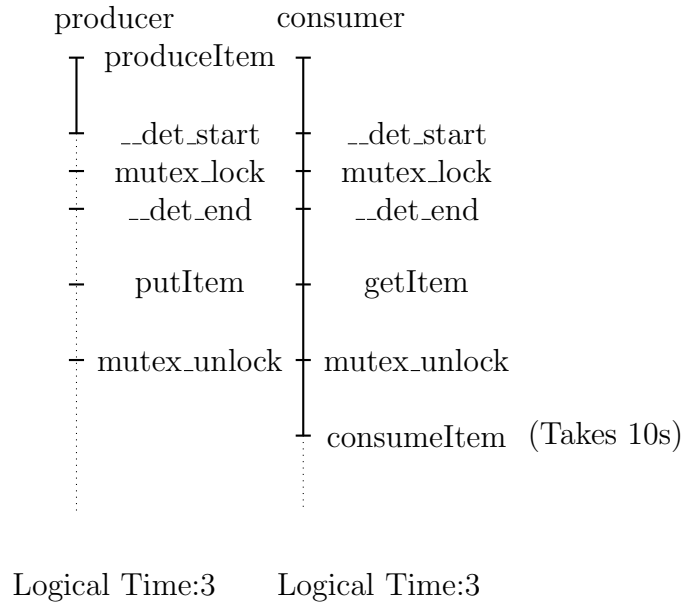 producer consumer
produceItem
__det_start __det_start
mutex_lock mutex_lock
__det_end __det_end
putItem getItem
mutex_unlock mutex_unlock
consumeItem (Takes 10s)
Logical Time:3 Logical Time:3